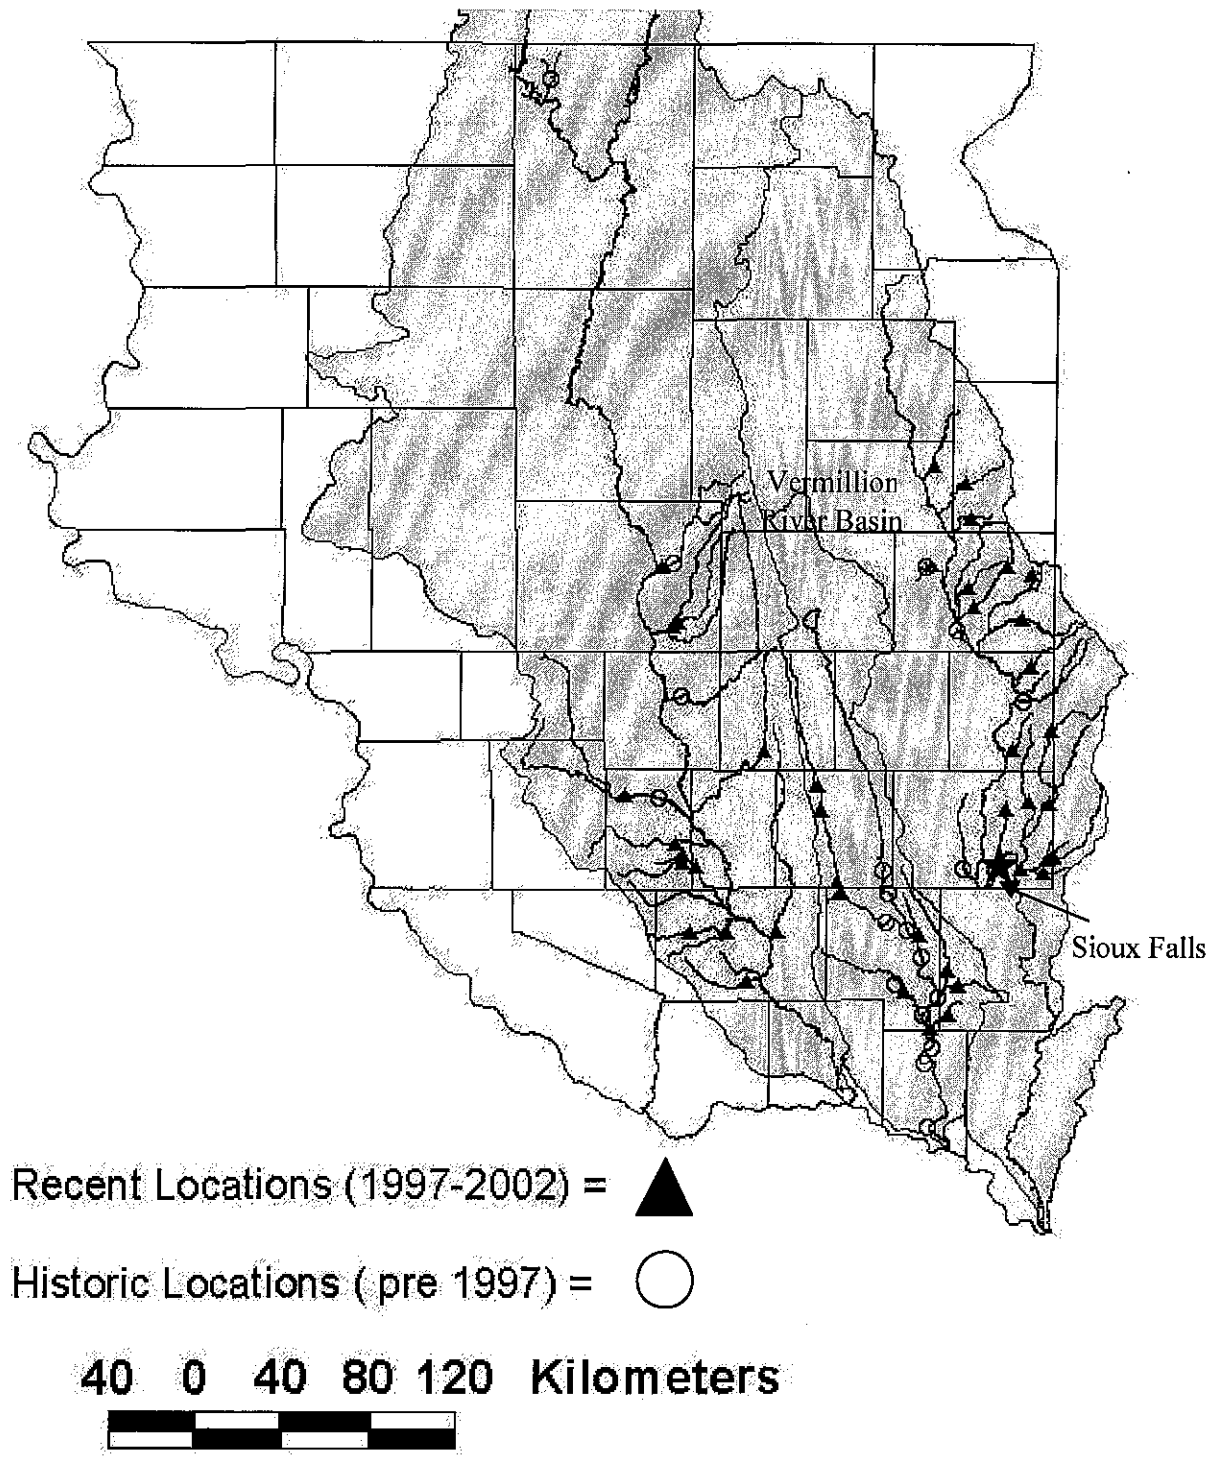 Vermillion
River Basin
Sioux Falls
Recent Locations (1997-2002) =
Historic Locations ( pre 1997) =
40 0 40 80 120 Kilometers